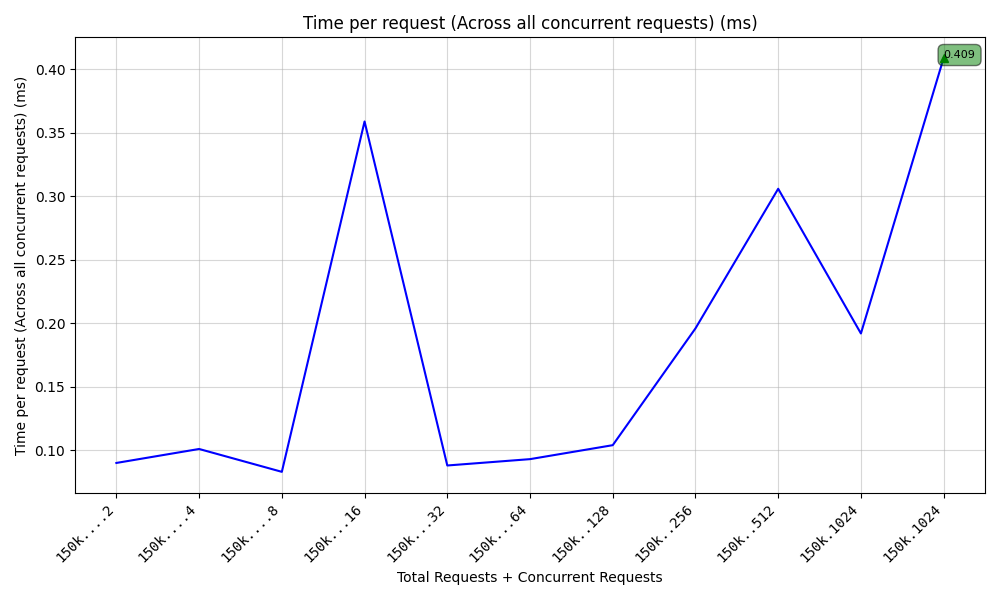 Time per request (Across all concurrent requests) (ms)
Time per request (Across all concurrent requests) (ms)
0.40
0.35
0.30
0.25
0.20
0.15
0.10
0.409
150k....2
150k....4
150k....8
150k...16
150k...32
150k...64
150k..128
150k..256
150k..512
150k.1024
150k.1024
Total Requests + Concurrent Requests